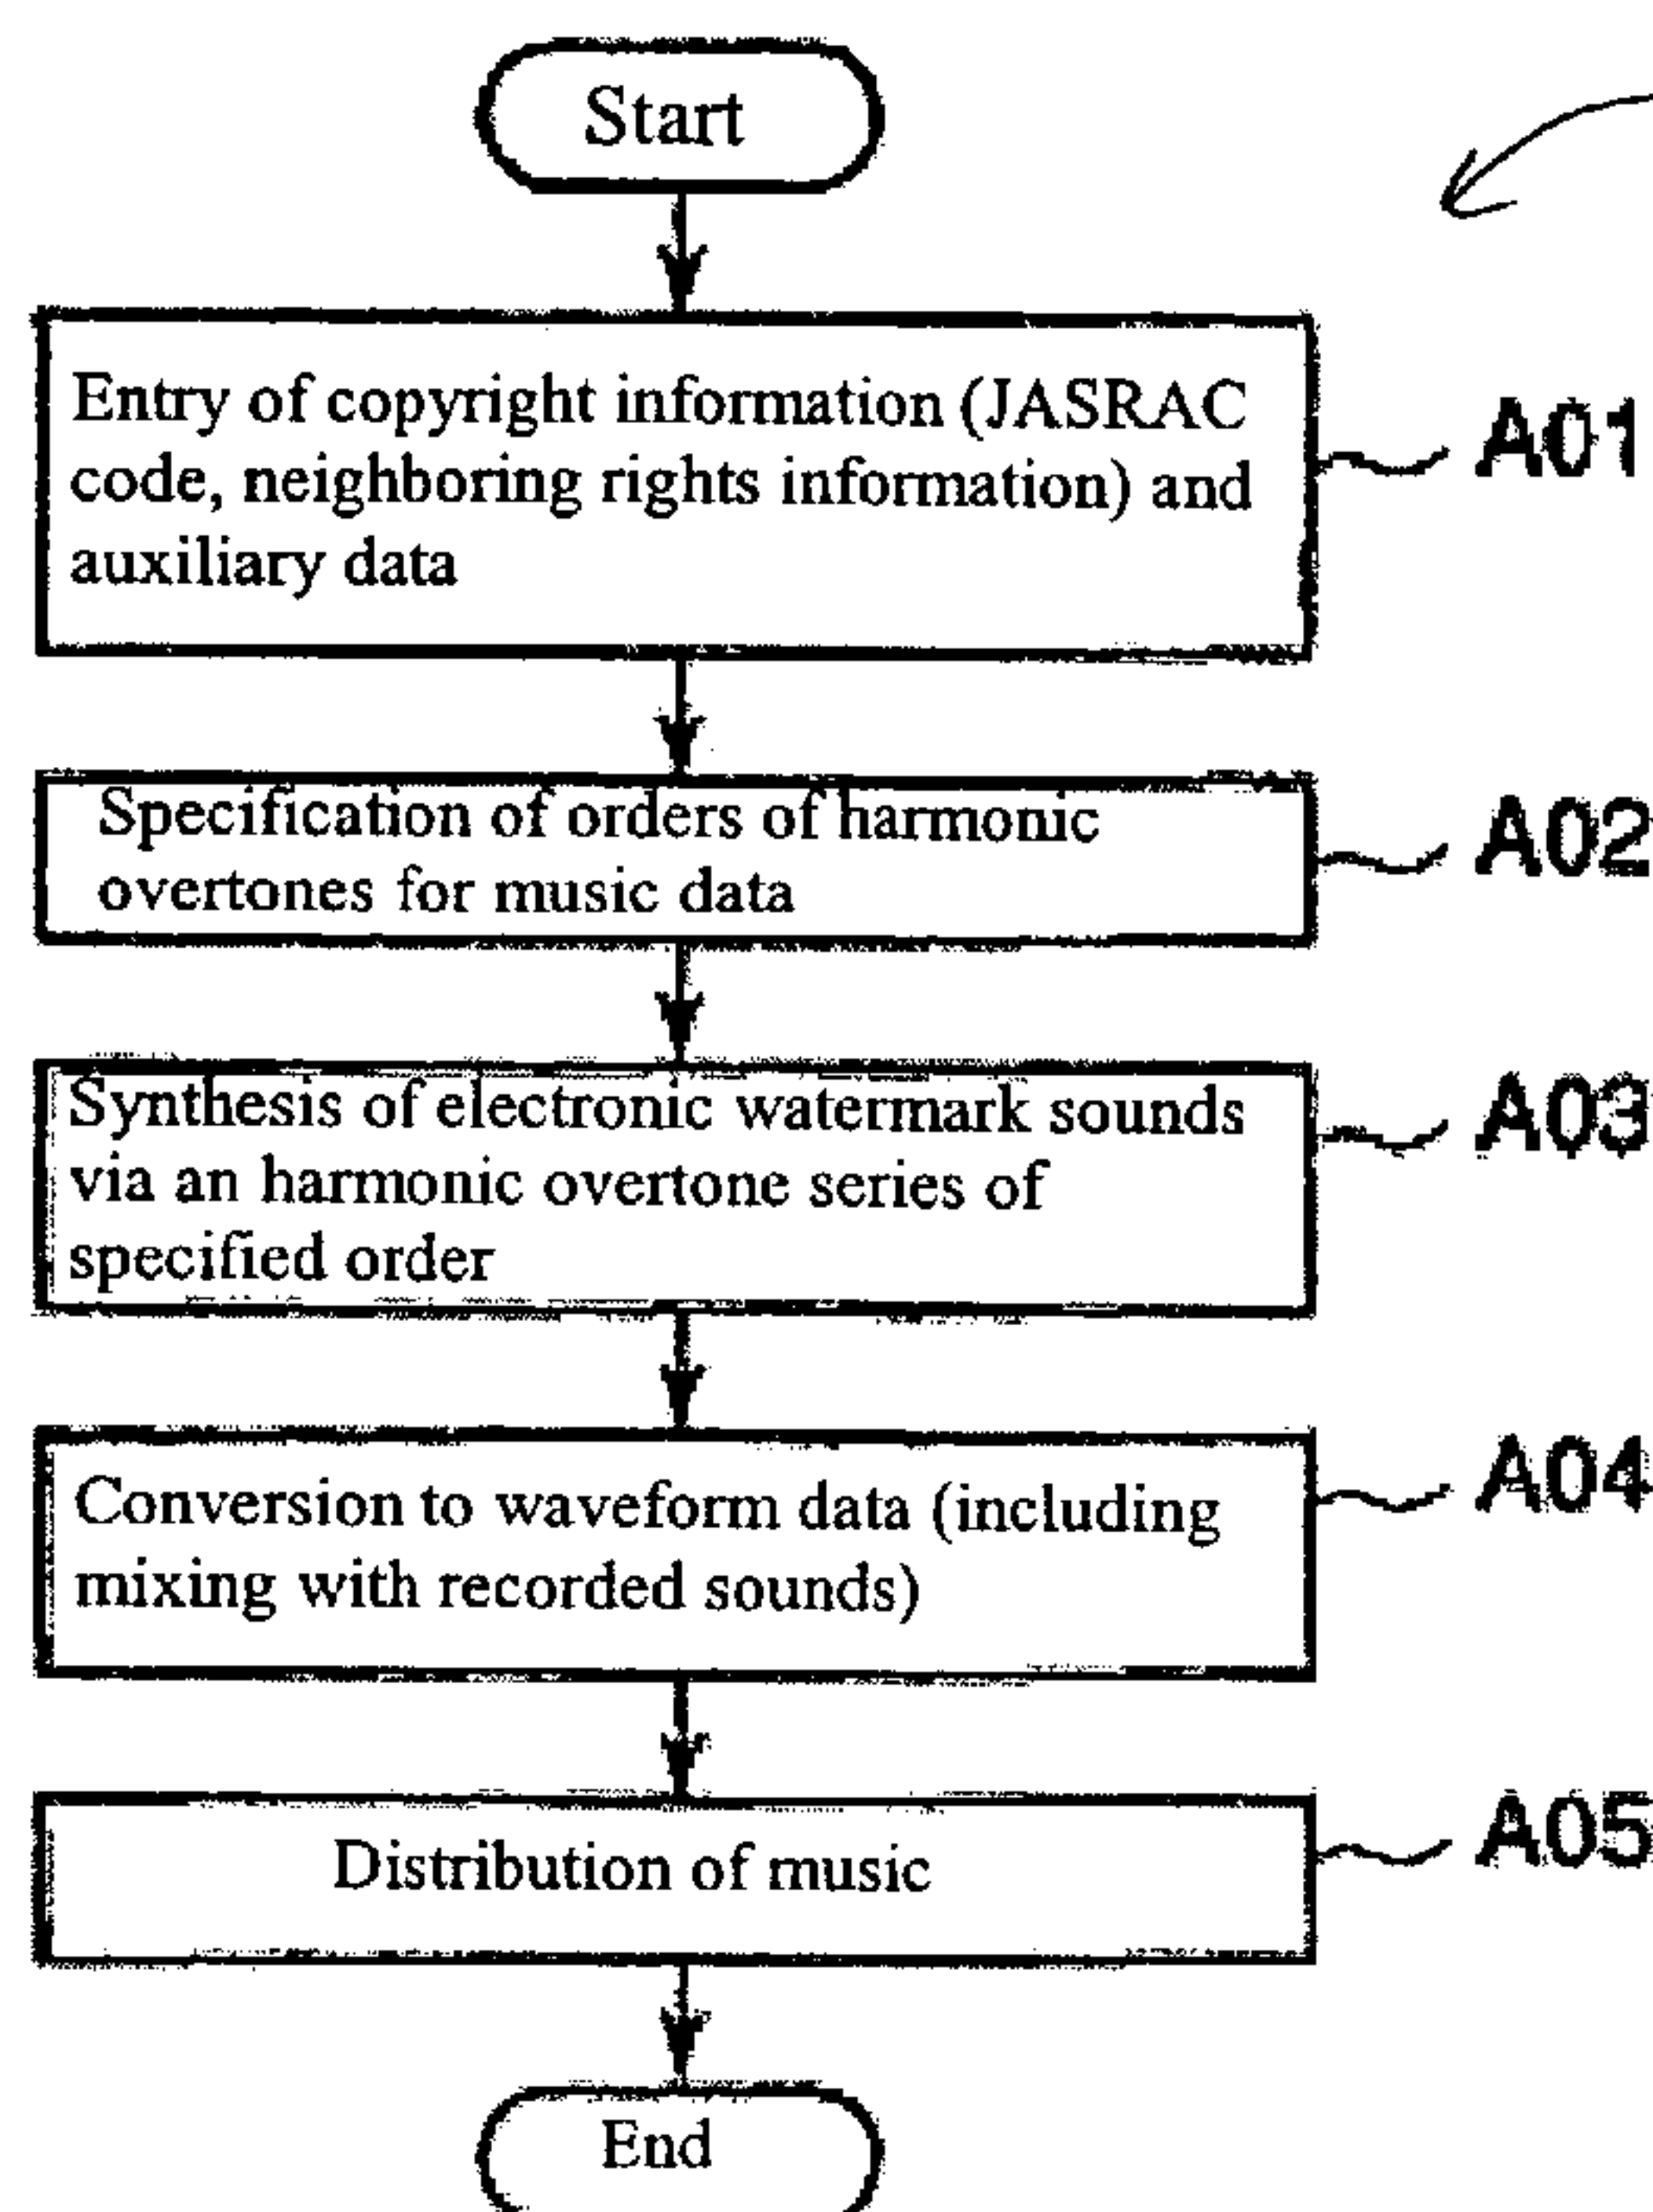 Start
Entry of copyright information (JASRAC
code, neighboring rights information) and
auxiliary data
A01
Specification of orders of harmonic
overtones for music data
A02
Synthesis of electronic watermark sounds
via an harmonic overtone series of
specified order
A03
Conversion to waveform data (including
mixing with recorded sounds)
A04
Distribution of music
A05
End